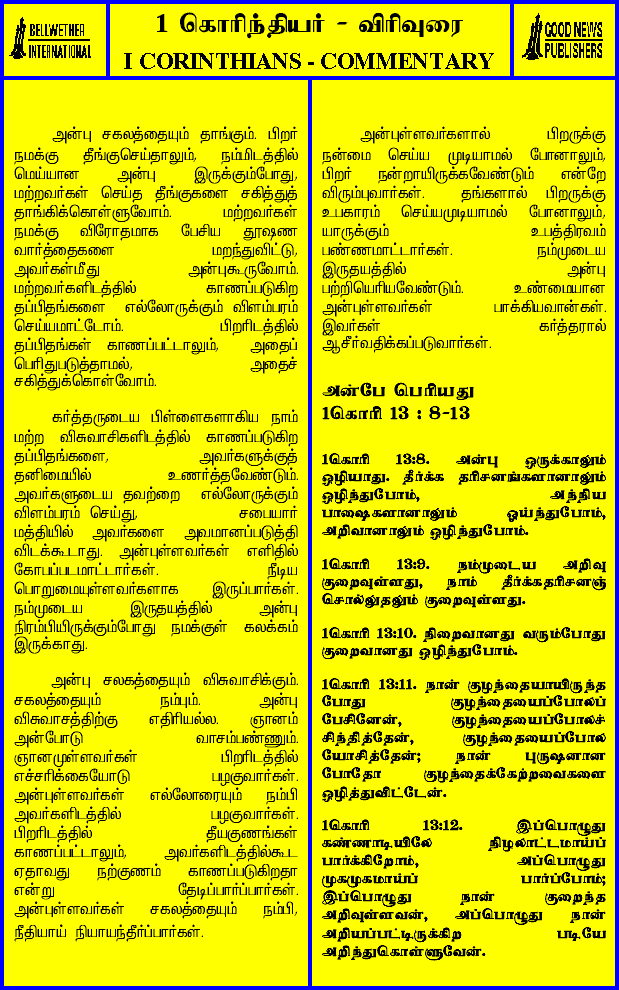 BELLWETHER
INTERNATIONAL
1 கொரிந்தியர் - விரிவுரை
I CORINTHIANS - COMMENTARY
GOOD NEWS
PUBLISHERS
அன்பு சகலத்தையும் தாங்கும். பிறர்
நமக்கு தீங்குசெய்தாலும், நம்மிடத்தில்
மெய்யான அன்பு இருக்கும்போது,
மற்றவர்கள் செய்த தீங்குகளை சகித்துத்
தாங்கிக்கொள்ளுவோம். மற்றவர்கள்
நமக்கு விரோதமாக பேசிய தூஷண
வார்த்தைகளை மறந்துவிட்டு,
அவர்கள்மீது அன்புகூருவோம்.
மற்றவர்களிடத்தில் காணப்படுகிற
தப்பிதங்களை எல்லோருக்கும் விளம்பரம்
செய்யமாட்டோம். பிறரிடத்தில்
தப்பிதங்கள் காணப்பட்டாலும், அதைப்
பெரிதுபடுத்தாமல், அதைச்
சகித்துக்கொள்வோம்.
கர்த்தருடைய பிள்ளைகளாகிய நாம்
மற்ற விசுவாசிகளிடத்தில் காணப்படுகிற
தப்பிதங்களை, அவர்களுக்குத்
தனிமையில் உணர்த்தவேண்டும்.
அவர்களுடைய தவற்றை எல்லோருக்கும்
விளம்பரம் செய்து, சபையார்
மத்தியில் அவர்களை அவமானப்படுத்தி
விடக்கூடாது. அன்புள்ளவர்கள் எளிதில்
கோபப்படமாட்டார்கள். நீடிய
பொறுமையுள்ளவர்களாக இருப்பார்கள்.
நம்முடைய இருதயத்தில் அன்பு
நிரம்பியிருக்கும்போது நமக்குள் கலக்கம்
இருக்காது.
அன்பு சலகத்தையும் விசுவாசிக்கும்.
சகலத்தையும் நம்பும். அன்பு
விசுவாசத்திற்கு எதிரியல்ல. ஞானம்
அன்போடு வாசம்பண்ணும்.
ஞானமுள்ளவர்கள் பிறரிடத்தில்
எச்சரிக்கையோடு பழகுவார்கள்.
அன்புள்ளவர்கள் எல்லோரையும் நம்பி
அவர்களிடத்தில் பழகுவார்கள்.
பிறரிடத்தில் தீயகுணங்கள்
காணப்பட்டாலும், அவர்களிடத்தில்கூட
ஏதாவது நற்குணம் காணப்படுகிறதா
என்று தேடிப்பார்ப்பார்கள்.
அன்புள்ளவர்கள் சகலத்தையும் நம்பி,
நீதியாய் நியாயந்தீர்ப்பார்கள்.
அன்புள்ளவர்களால் பிறருக்கு
நன்மை செய்ய முடியாமல் போனாலும்,
பிறர் நன்றாயிருக்கவேண்டும் என்றே
விரும்புவார்கள். தங்களால் பிறருக்கு
உபகாரம் செய்யமுடியாமல் போனாலும்,
யாருக்கும் உபத்திரவம்
பண்ணமாட்டார்கள். நம்முடைய
இருதயத்தில் அன்பு
பற்றியெரியவேண்டும். உண்மையான
அன்புள்ளவர்கள் பாக்கியவான்கள்.
இவர்கள் கர்த்தரால்
ஆசீர்வதிக்கப்படுவார்கள்.
அன்பே பெரியது
1கொரி 13 : 8-13
1கொரி 13:8. அன்பு ஒருக்காலும்
ஒழியாது. தீர்க்க தரிசனங்களானாலும்
ஒழிந்துபோம், அந்நிய
பாஷைகளானாலும் ஓய்ந்துபோம்,
அறிவானாலும் ஒழிந்துபோம்.
1கொரி 13:9. நம்முடைய அறிவு
குறைவுள்ளது, நாம் தீர்க்கதரிசனஞ்
சொல்லுதலும் குறைவுள்ளது.
1கொரி 13:10. நிறைவானது வரும்போது
குறைவானது ஒழிந்துபோம்.
1கொரி 13:11. நான் குழந்தையாயிருந்த
போது குழந்தையைப்போலப்
பேசினேன், குழந்தையைப்போலச்
சிந்தித்தேன், குழந்தையைப்போல
யோசித்தேன்; நான் புருஷனான
போதோ குழந்தைக்கேற்றவைகளை
ஒழித்துவிட்டேன்.
1கொரி 13:12. இப்பொழுது
கண்ணாடியிலே நிழலாட்டமாய்ப்
பார்க்கிறோம், அப்பொழுது
முகமுகமாய்ப் பார்ப்போம்;
இப்பொழுது நான் குறைந்த
அறிவுள்ளவன், அப்பொழுது நான்
அறியப்பட்டிருக்கிற படியே
அறிந்துகொள்ளுவேன்.